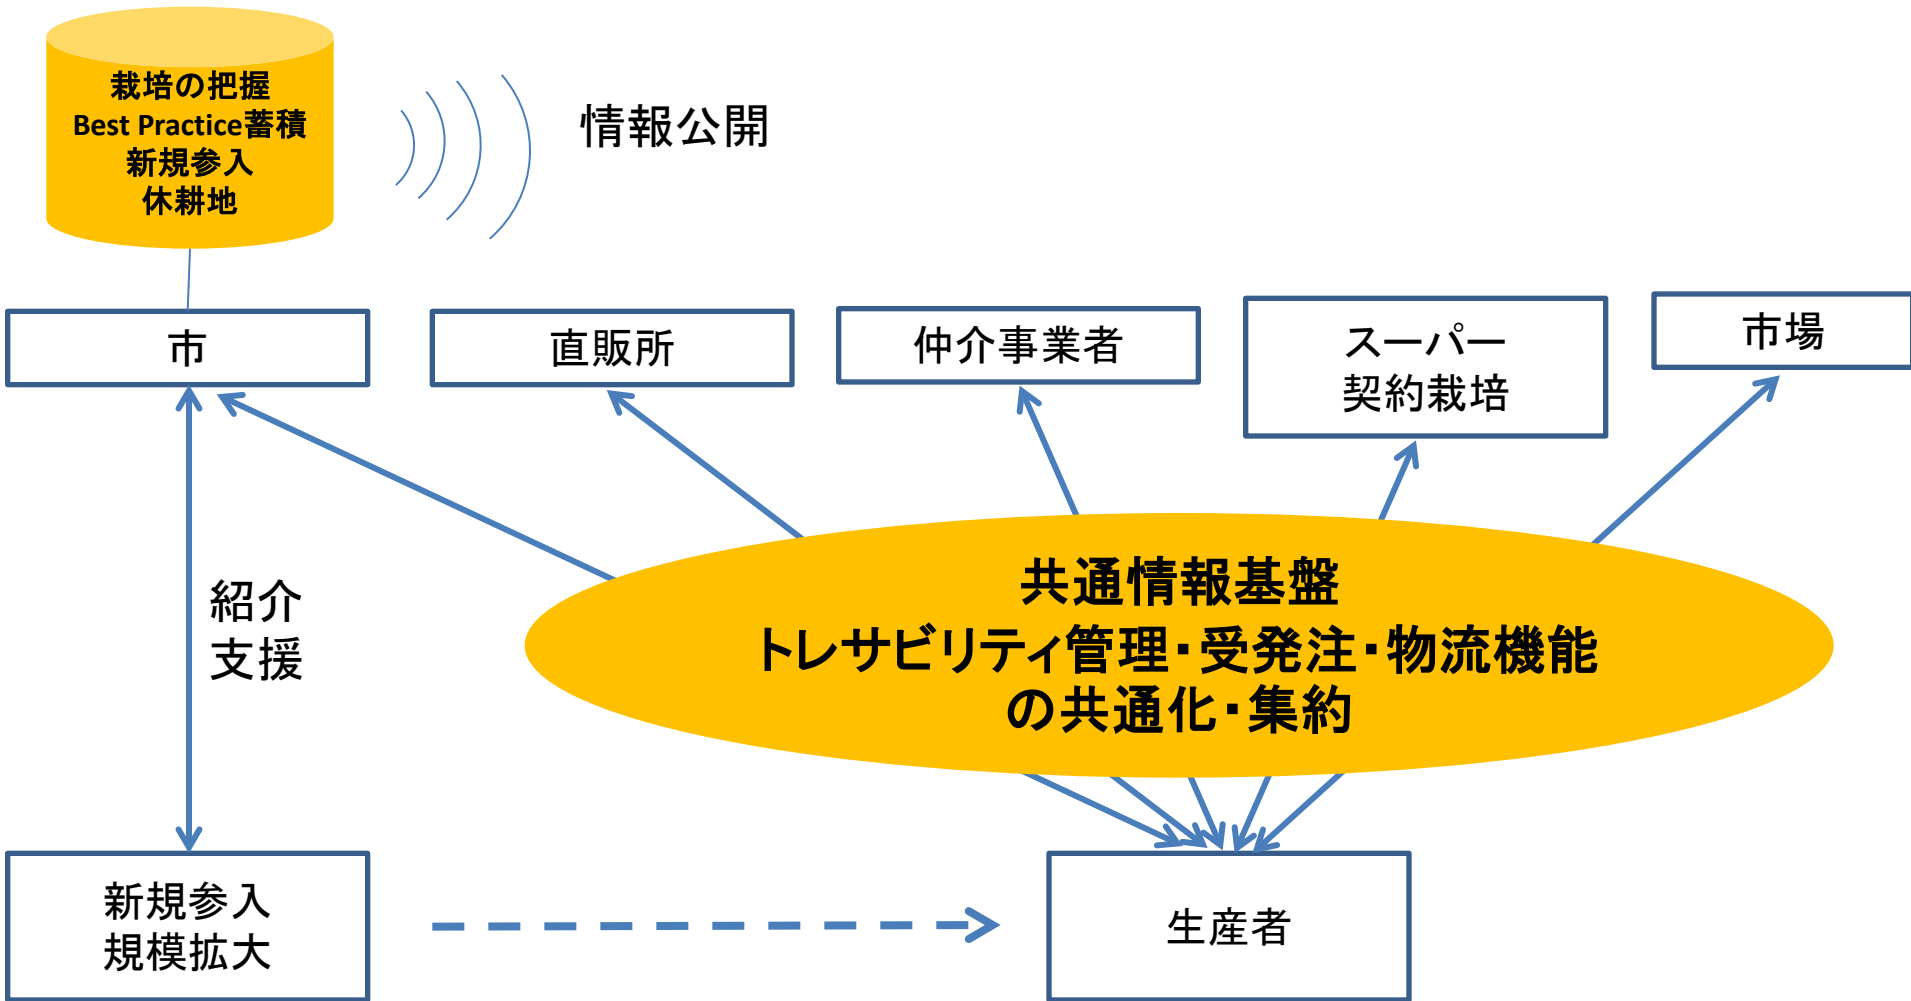 栽培の把握
Best Practice蓄積
新規参入
休耕地
情報公開
市
直販所
仲介事業者
スーパー
契約栽培
市場
紹介
支援
共通情報基盤
トレサビリティ管理・受発注・物流機能
の共通化・集約
新規参入
規模拡大
生産者